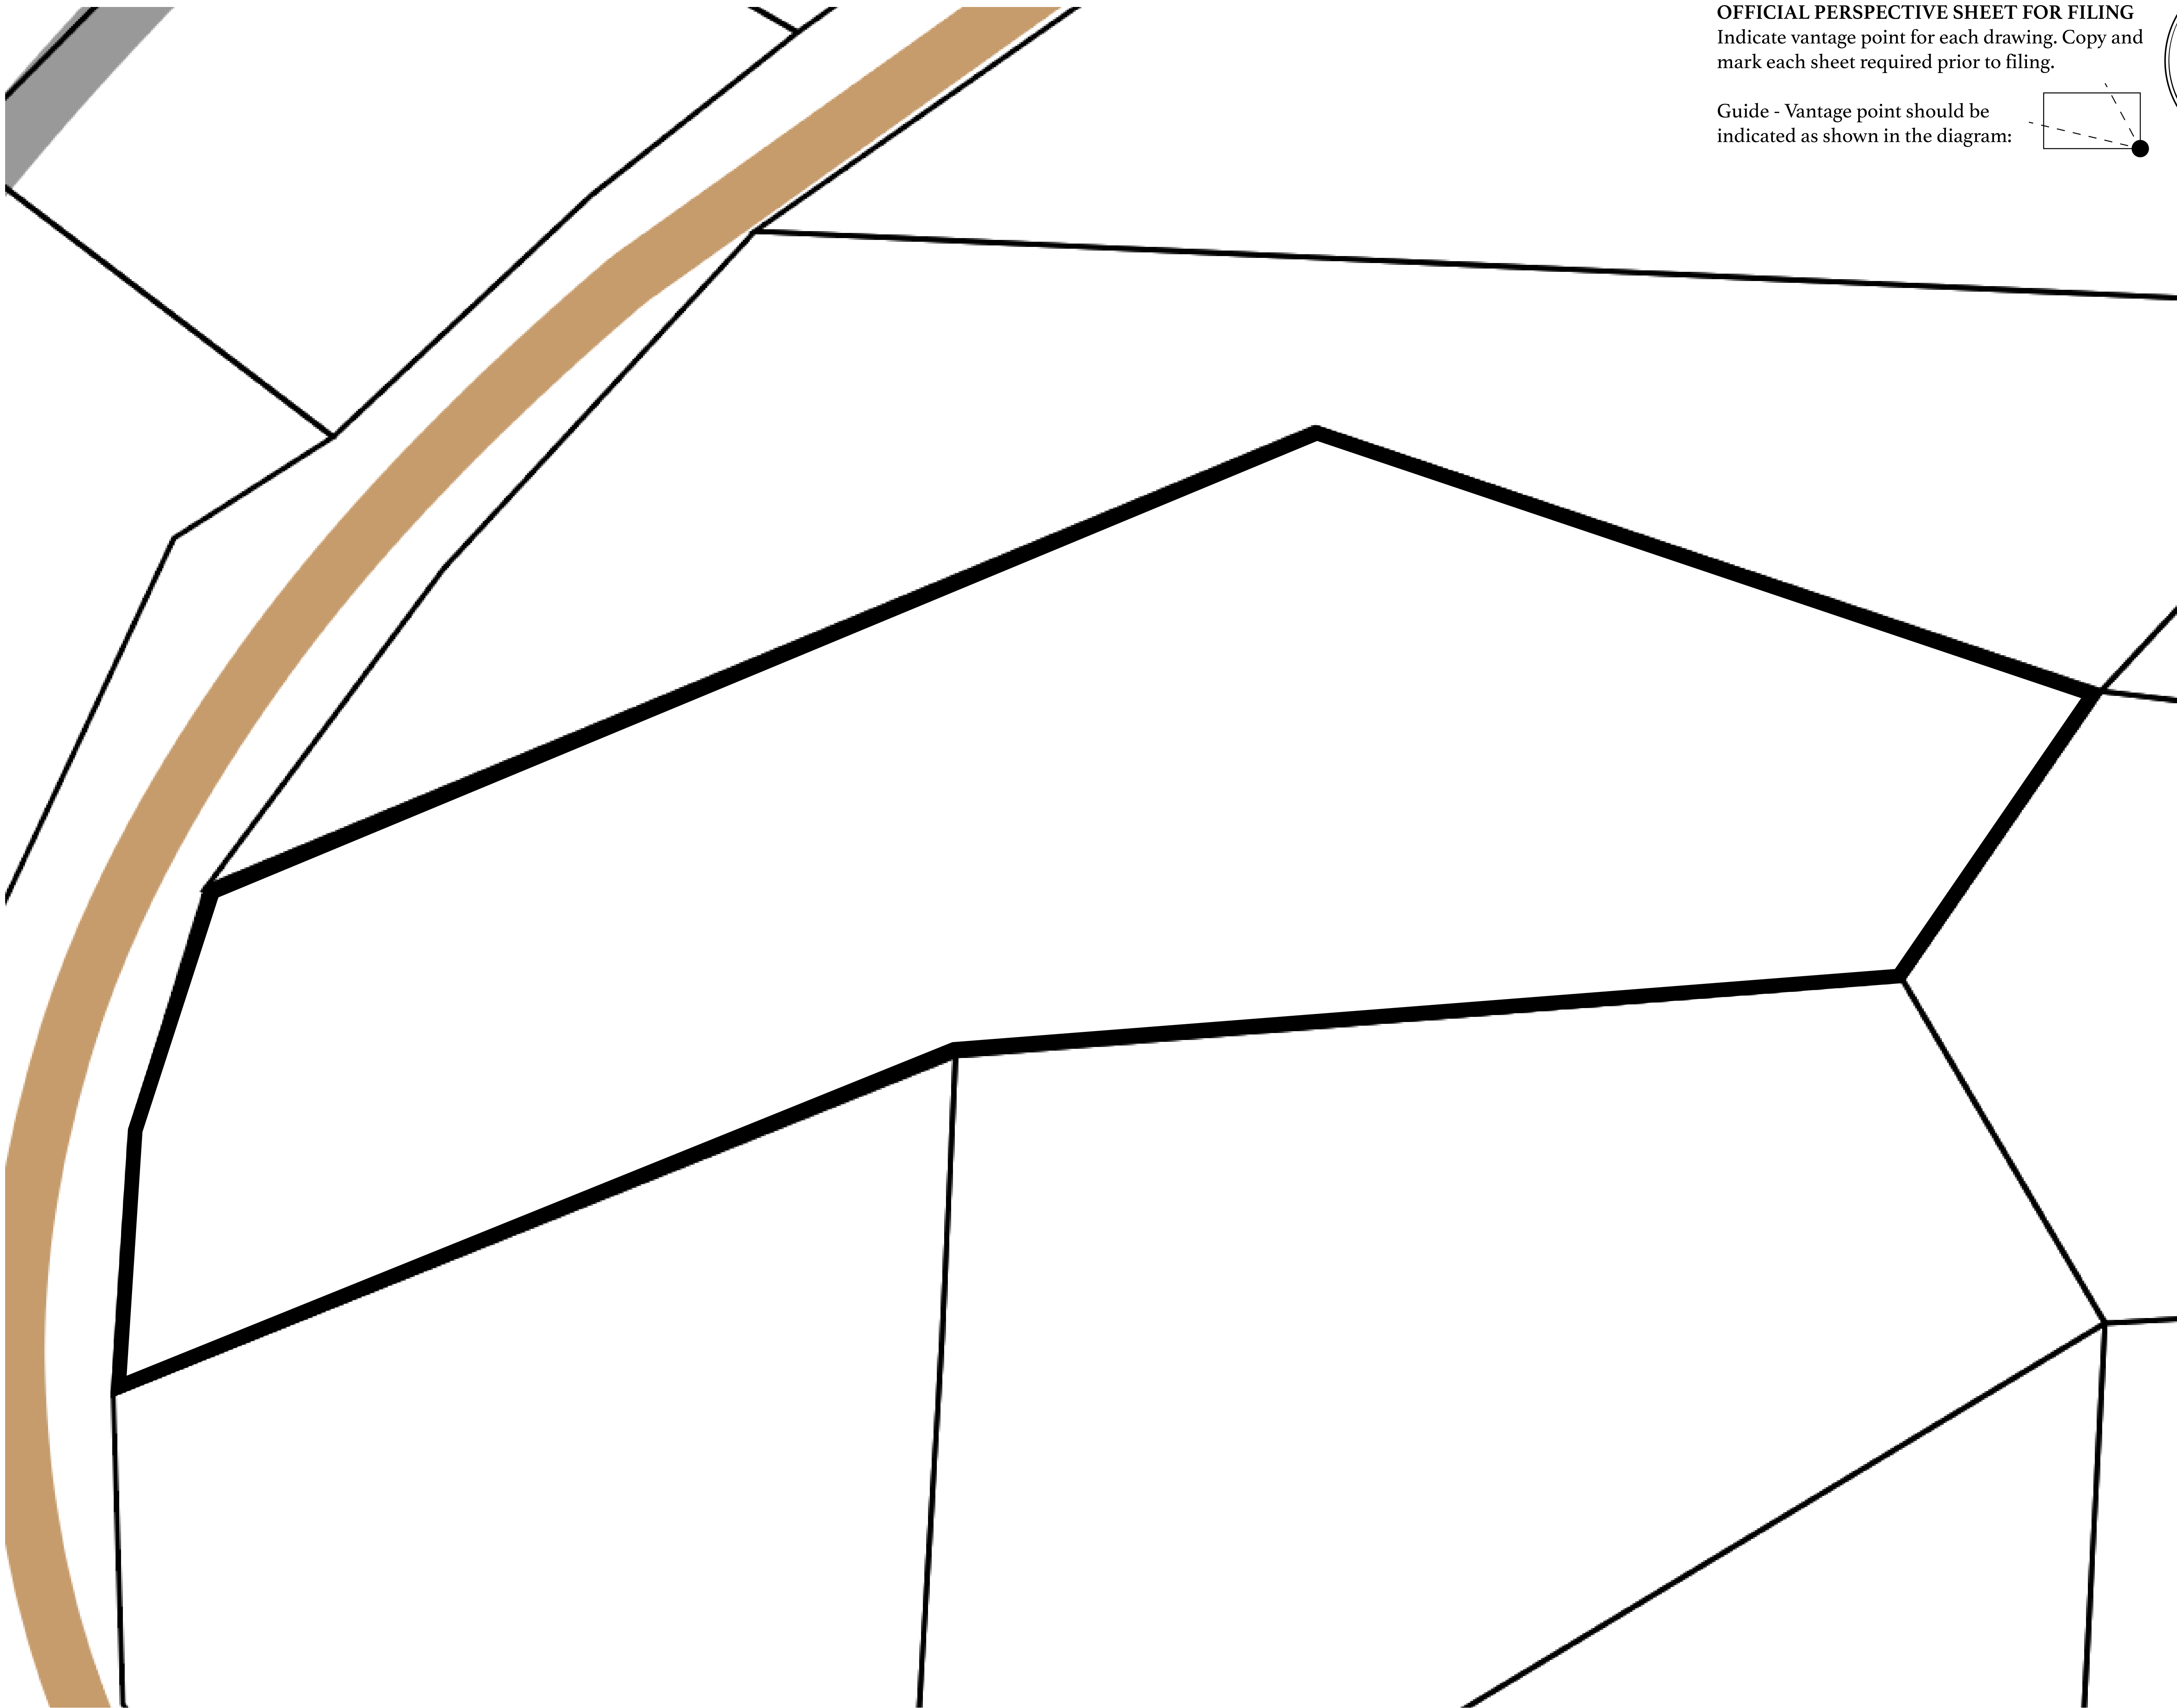 OFFICIAL PERSPECTIVE SHEET FOR FILING
Indicate vantage point for each drawing. Copy and
mark each sheet required prior to filing.
Guide - Vantage point should be
indicated as shown in the diagram: